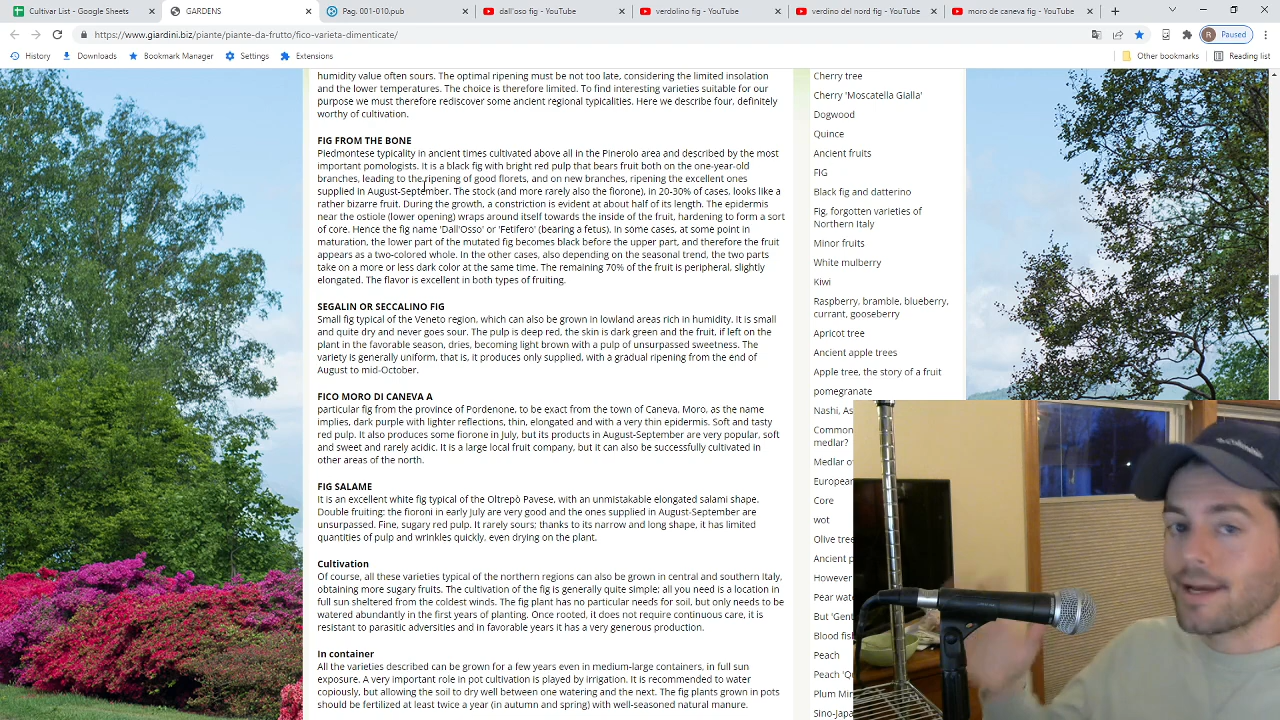 Cultivar List - Google Sheets
GARDENS
Pag. 001-010.pub
dall'oso fig - YouTube
verdolino fig - YouTube
verdino del nord fig - YouTube
moro de caneva fig - YouTube
https://www.giardini.biz/piante/piante-da-frutto/fico-varieta-dimenticate/
R Paused
History
Downloads
Bookmark Manager
Settings
Extensions
Other bookmarks
Reading list
humidity value often sours. The optimal ripening must be not too late, considering the limited insolation
and the lower temperatures. The choice is therefore limited. To find interesting varieties suitable for our
purpose we must therefore rediscover some ancient regional typicalities. Here we describe four, definitely
worthy of cultivation.
FIG FROM THE BONE
Piedmontese typicality in ancient times cultivated above all in the Pinerolo area and described by the most
important pomologists. It is a black fig with bright red pulp that bears fruit both on the one-year-old
branches, leading to the ripening of good florets, and on new branches, ripening the excellent ones
supplied in August-September. The stock (and more rarely also the fiorone), in 20-30% of cases, looks like a
rather bizarre fruit. During the growth, a constriction is evident at about half of its length. The epidermis
near the ostiole (lower opening) wraps around itself towards the inside of the fruit, hardening to form a sort
of core. Hence the fig name 'Dall'Osso' or 'Fetifero' (bearing a fetus). In some cases, at some point in
maturation, the lower part of the mutated fig becomes black before the upper part, and therefore the fruit
appears as a two-colored whole. In the other cases, also depending on the seasonal trend, the two parts
take on a more or less dark color at the same time. The remaining 70% of the fruit is peripheral, slightly
elongated. The flavor is excellent in both types of fruiting.
SEGALIN OR SECCALINO FIG
Small fig typical of the Veneto region, which can also be grown in lowland areas rich in humidity. It is small
and quite dry and never goes sour. The pulp is deep red, the skin is dark green and the fruit, if left on the
plant in the favorable season, dries, becoming light brown with a pulp of unsurpassed sweetness. The
variety is generally uniform, that is, it produces only supplied, with a gradual ripening from the end of
August to mid-October.
FICO MORO DI CANEVA A
particular fig from the province of Pordenone, to be exact from the town of Caneva. Moro, as the name
implies, dark purple with lighter reflections, thin, elongated and with a very thin epidermis. Soft and tasty
red pulp. It also produces some fiorone in July, but its products in August-September are very popular, soft
and sweet and rarely acidic. It is a large local fruit company, but it can also be successfully cultivated in
other areas of the north.
FIG SALAME
It is an excellent white fig typical of the Oltrepò Pavese, with an unmistakable elongated salami shape.
Double fruiting: the fioroni in early July are very good and the ones supplied in August-September are
unsurpassed. Fine, sugary red pulp. It rarely sours; thanks to its narrow and long shape, it has limited
quantities of pulp and wrinkles quickly, even drying on the plant.
Cultivation
Of course, all these varieties typical of the northern regions can also be grown in central and southern Italy,
obtaining more sugary fruits. The cultivation of the fig is generally quite simple; all you need is a location in
full sun sheltered from the coldest winds. The fig plant has no particular needs for soil, but only needs to be
watered abundantly in the first years of planting. Once rooted, it does not require continuous care, it is
resistant to parasitic adversities and in favorable years it has a very generous production.
In container
All the varieties described can be grown for a few years even in medium-large containers, in full sun
exposure. A very important role in pot cultivation is played by irrigation. It is recommended to water
copiously, but allowing the soil to dry well between one watering and the next. The fig plants grown in pots
should be fertilized at least twice a year (in autumn and spring) with well-seasoned natural manure.
Cherry tree
Cherry 'Moscatella Gialla'
Dogwood
Quince
Ancient fruits
FIG
Black fig and datterino
Fig, forgotten varieties of
Northern Italy
Minor fruits
White mulberry
Kiwi
Raspberry, bramble, blueberry,
currant, gooseberry
Apricot tree
Ancient apple trees
Apple tree, the story of a fruit
pomegranate
Nashi, As
Common
medlar?
Medlar o
European
Core
wot
Olive tre
Ancient p
However
Pear wate
But 'Gent
Blood fis
Peach
Peach 'O
Plum Mir
Sino-Japa